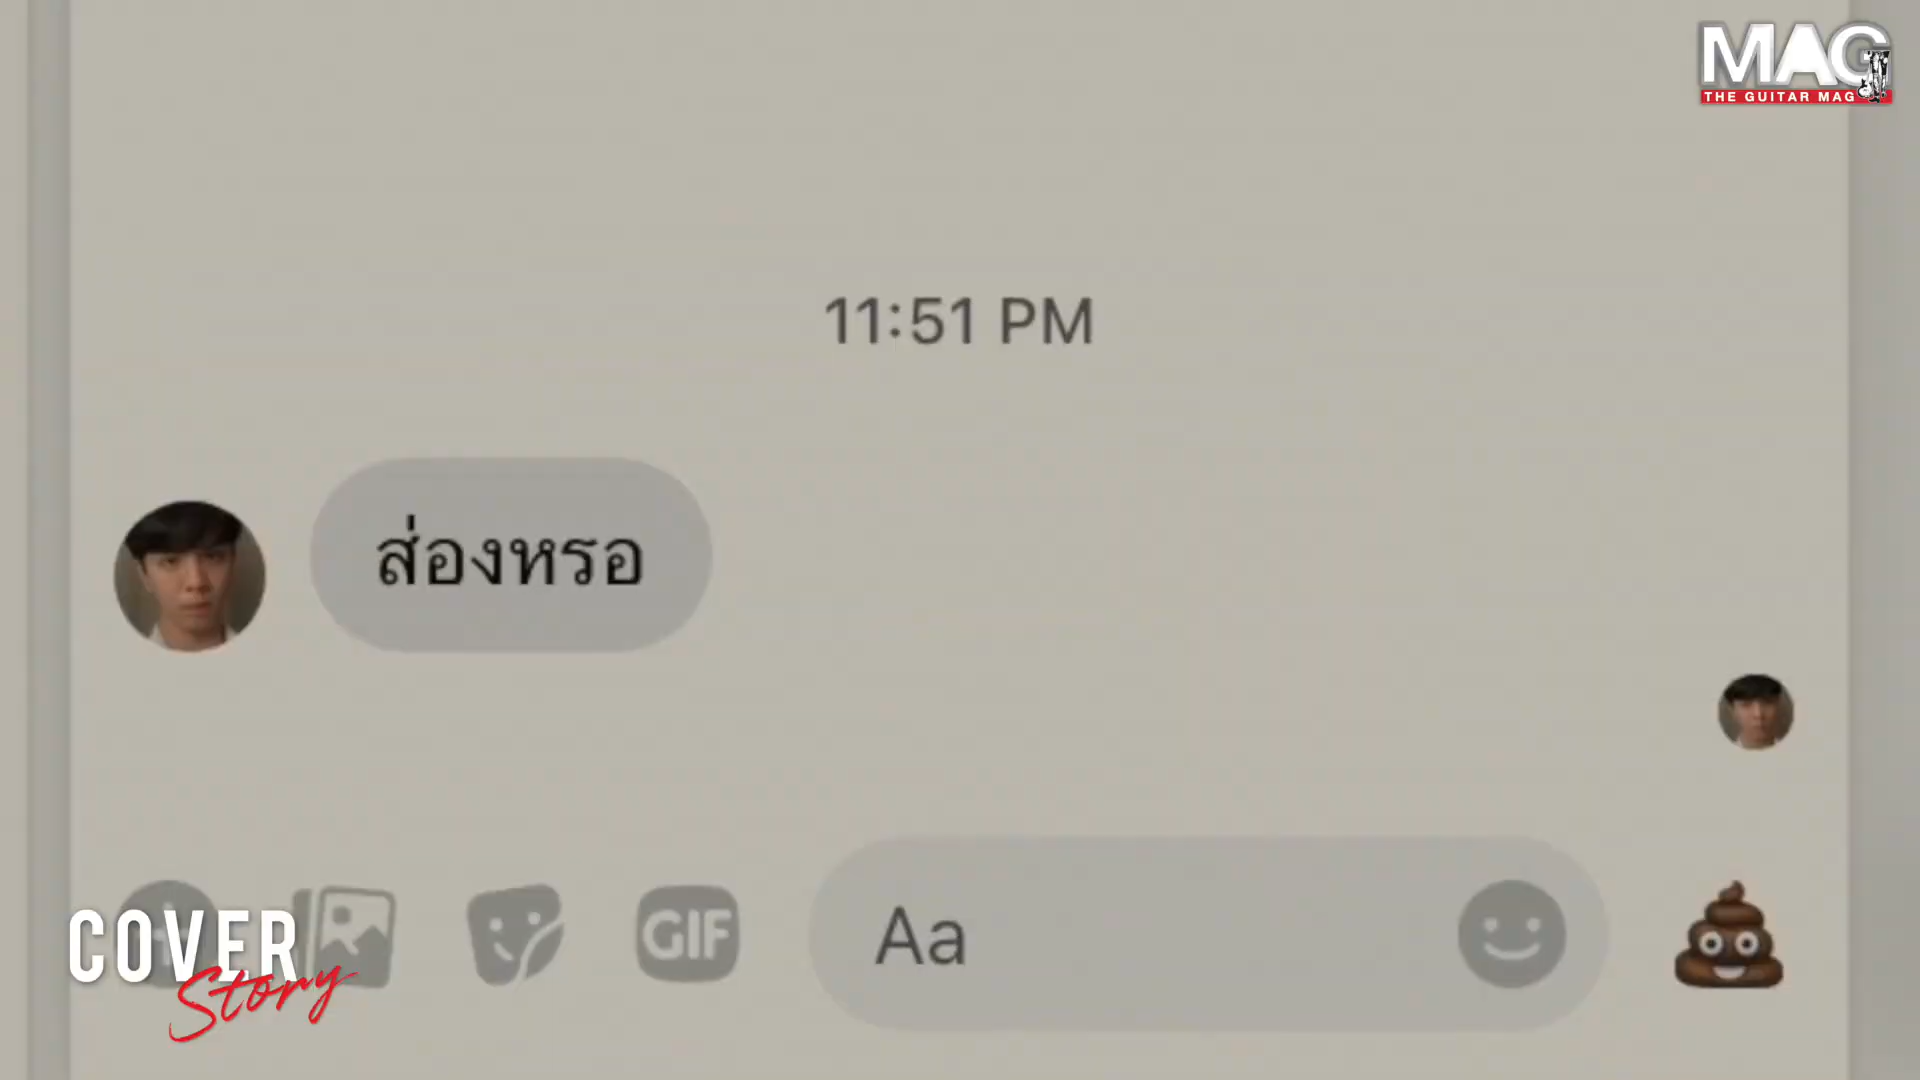 MAG
THE GUITAR MAG
11:51 PM
ส่องหรอ
GIF
Aa
COVER
Story